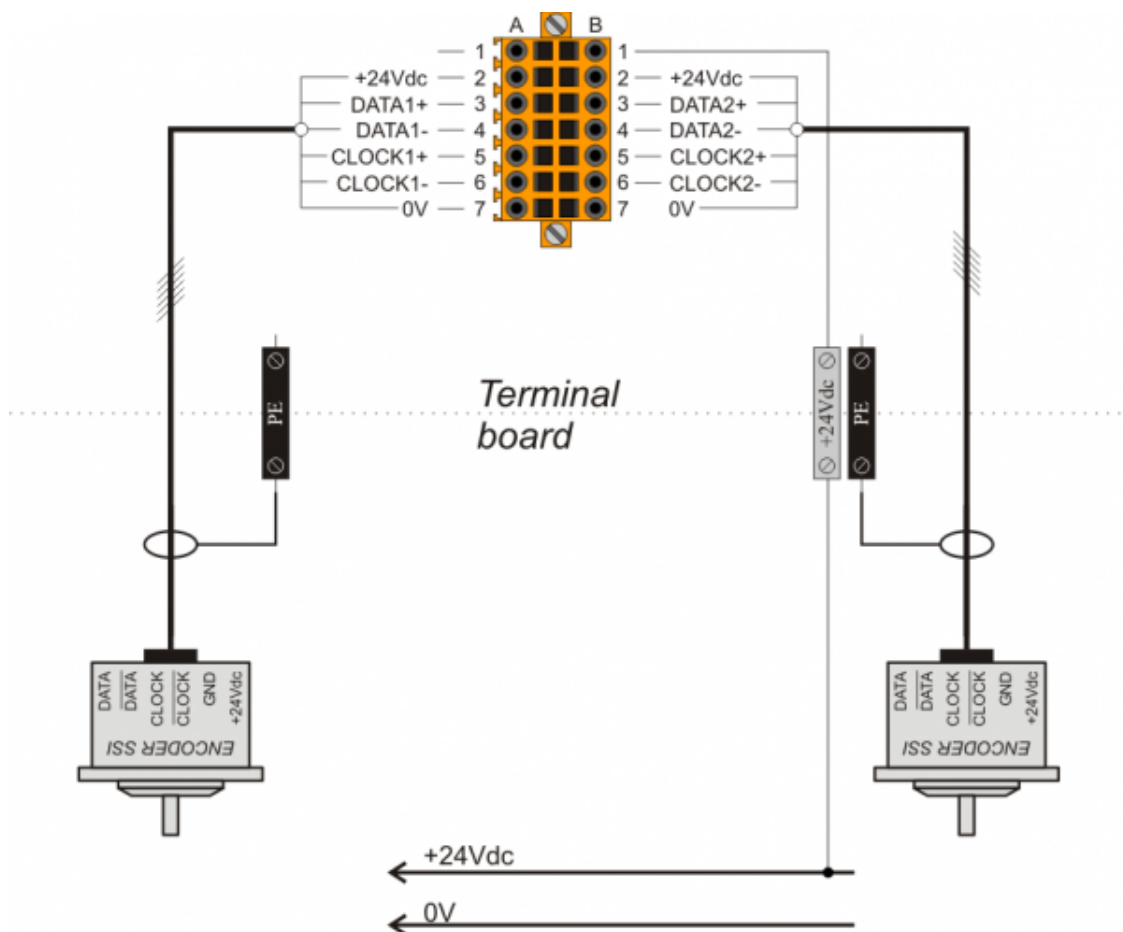 A B
1 1
+24Vdc 2 2 +24Vdc
DATA1+ 3 3 DATA2+
DATA1- 4 4 DATA2-
CLOCK1+ 5 5 CLOCK2+
CLOCK1- 6 6 CLOCK2-
0V 7 7 0V
PE
Terminal
board
+24Vdc
PE
DATA
DATA
CLOCK
CLOCK
GND
+24Vdc
ENCODER SSI
DATA
DATA
CLOCK
CLOCK
GND
+24Vdc
ENCODER SSI
+24Vdc
0V